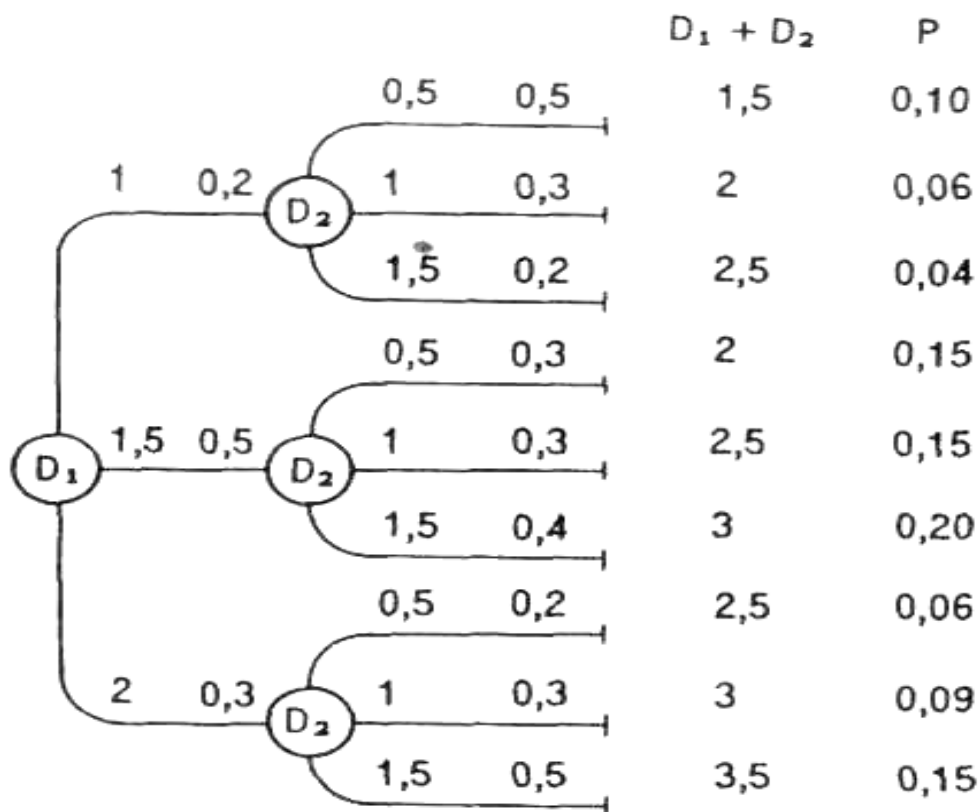 D₁ + D₂ P
0,5 0,5 1,5 0,10
1 0,2 D₂ 1 0,3 2 0,06
1,5 0,2 2,5 0,04
0,5 0,3 2 0,15
D₁ 1,5 0,5 D₂ 1 0,3 2,5 0,15
1,5 0,4 3 0,20
0,5 0,2 2,5 0,06
2 0,3 D₂ 1 0,3 3 0,09
1,5 0,5 3,5 0,15